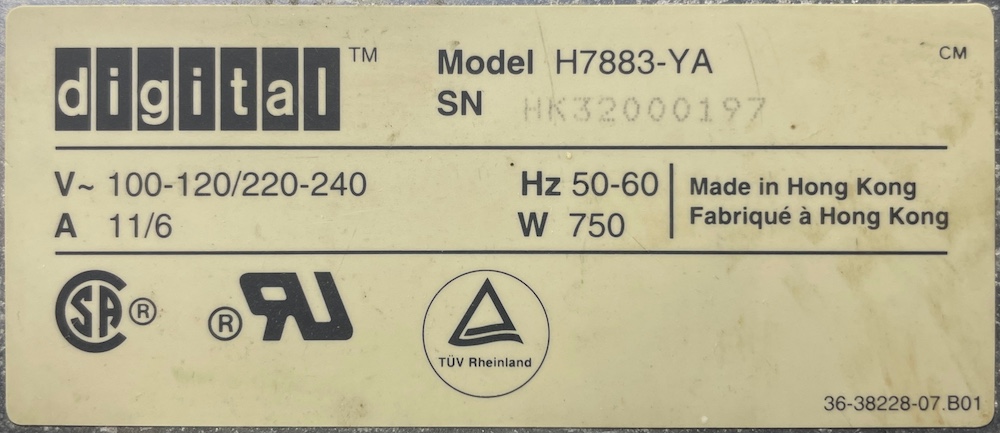 digital™ Model H7883-YA CM
SN HK32000197
V~ 100-120/220-240 Hz 50-60 Made in Hong Kong
A 11/6 W 750 Fabriqué à Hong Kong
SA® ®RU
TÜV Rheinland
36-38228-07.B01